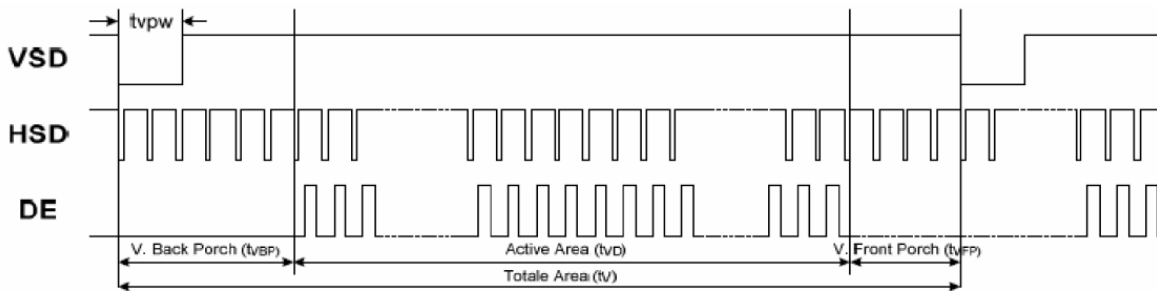 tvpw
VSD
HSD
DE
V. Back Porch (tVBP) Active Area (tVD) V. Front Porch (tVFP)
Totale Area (tV)